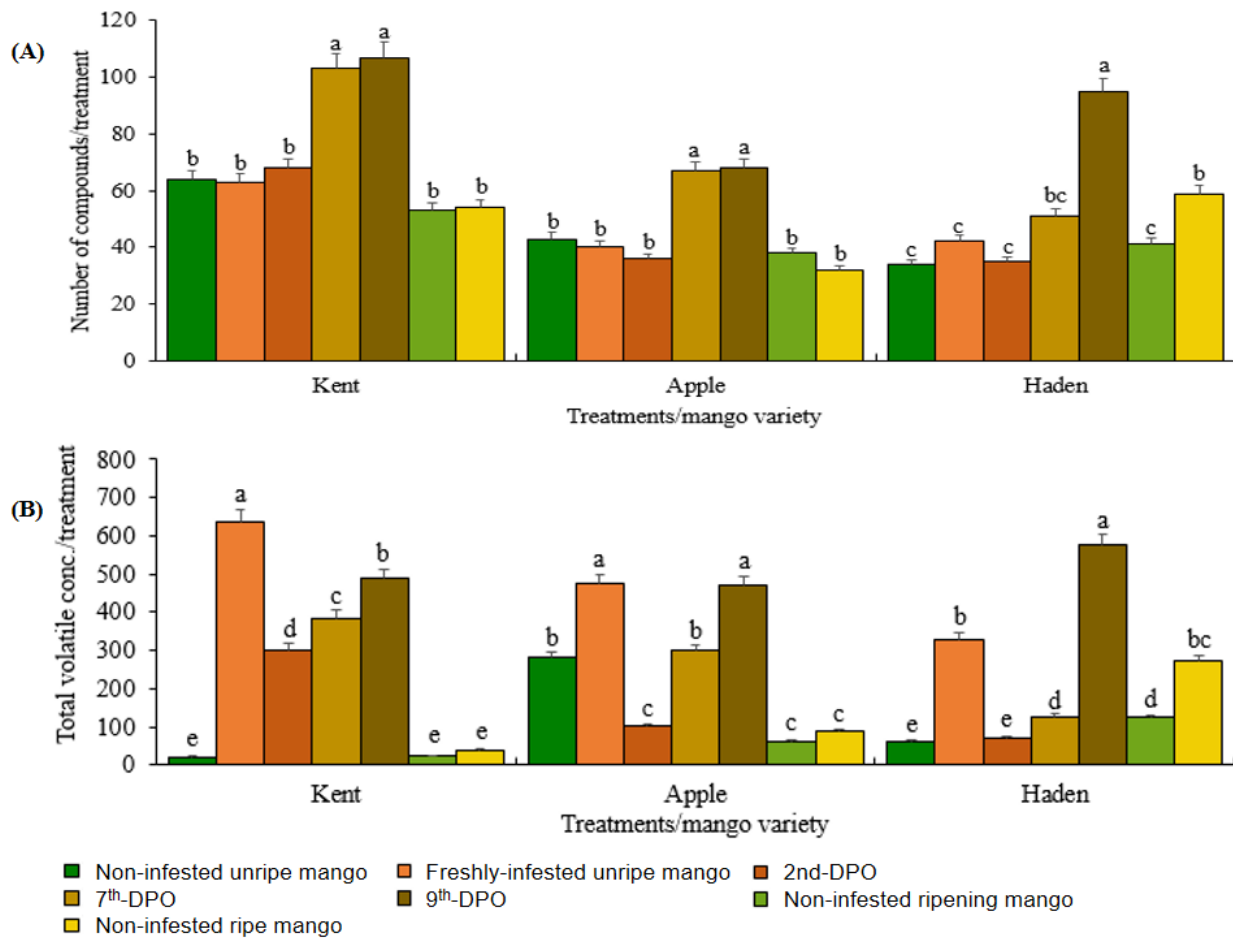 (A)
Number of compounds/treatment
120
100
80
60
40
20
0
b b b a a b b
b b b a a b b
c c c bc a c b
Kent Apple Haden
Treatments/mango variety
(B)
Total volatile conc./treatment
800
700
600
500
400
300
200
100
0
e a d c b e e
b a c b a c c
e b e d a d bc
Kent Apple Haden
Treatments/mango variety
Non-infested unripe mango Freshly-infested unripe mango 2nd-DPO
7th-DPO 9th-DPO Non-infested ripening mango
Non-infested ripe mango